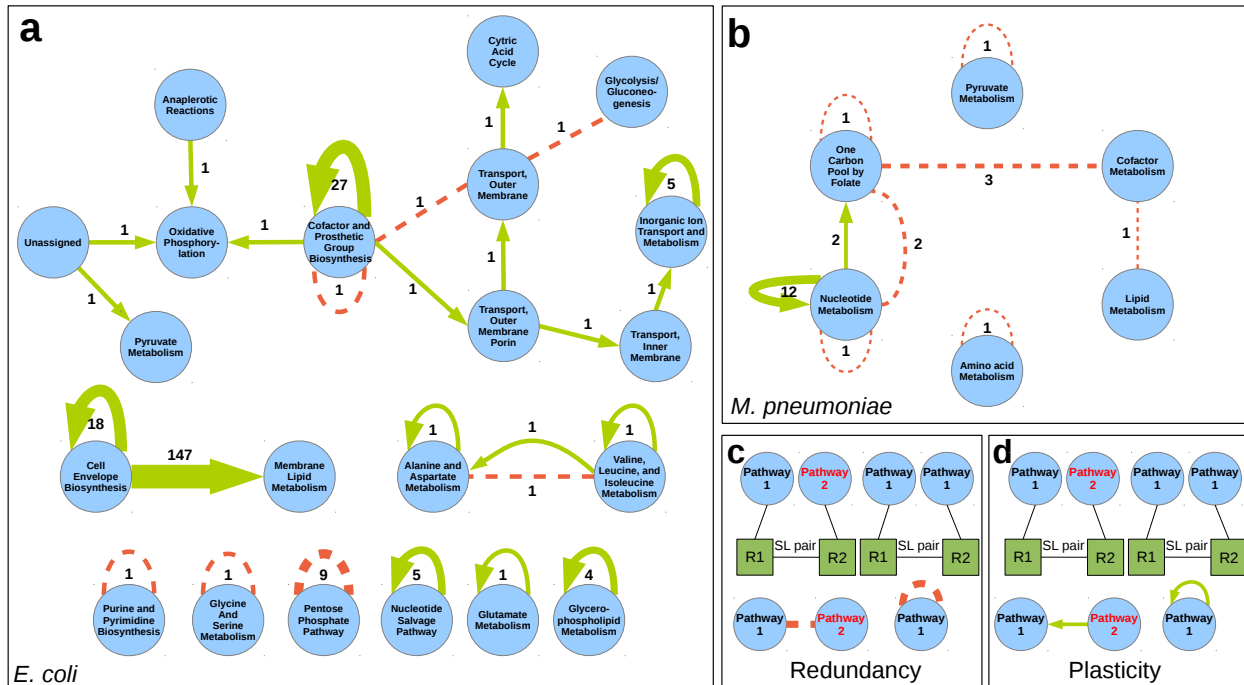 a
Cytric
Acid
Cycle
Glycolysis/
Gluconeo-
genesis
Anaplerotic
Reactions
1
1
1
27
Transport,
Outer
Membrane
5
1
Unassigned
1
Oxidative
Phosphory-
lation
1
Cofactor and
Prosthetic
Group
Biosynthesis
Inorganic Ion
Transport and
Metabolism
1
1
1
1
1
Pyruvate
Metabolism
Transport,
Outer
Membrane
Porin
1
Transport,
Inner
Membrane
18
Cell
Envelope
Biosynthesis
147
Membrane
Lipid
Metabolism
1
Alanine and
Aspartate
Metabolism
1
1
1
Valine,
Leucine, and
Isoleucine
Metabolism
1
Purine and
Pyrimidine
Biosynthesis
1
Glycine
And
Serine
Metabolism
9
Pentose
Phosphate
Pathway
5
Nucleotide
Salvage
Pathway
1
Glutamate
Metabolism
4
Glycero-
phospholipid
Metabolism
E. coli
b
1
Pyruvate
Metabolism
1
One
Carbon
Pool by
Folate
3
Cofactor
Metabolism
2
2
1
12
Nucleotide
Metabolism
1
Lipid
Metabolism
1
Amino acid
Metabolism
M. pneumoniae
c
Pathway
1
Pathway
2
Pathway
1
Pathway
1
R1
SL pair
R2
R1
SL pair
R2
Pathway
1
Pathway
2
Pathway
1
Redundancy
d
Pathway
1
Pathway
2
Pathway
1
Pathway
1
R1
SL pair
R2
R1
SL pair
R2
Pathway
1
Pathway
2
Pathway
1
Plasticity